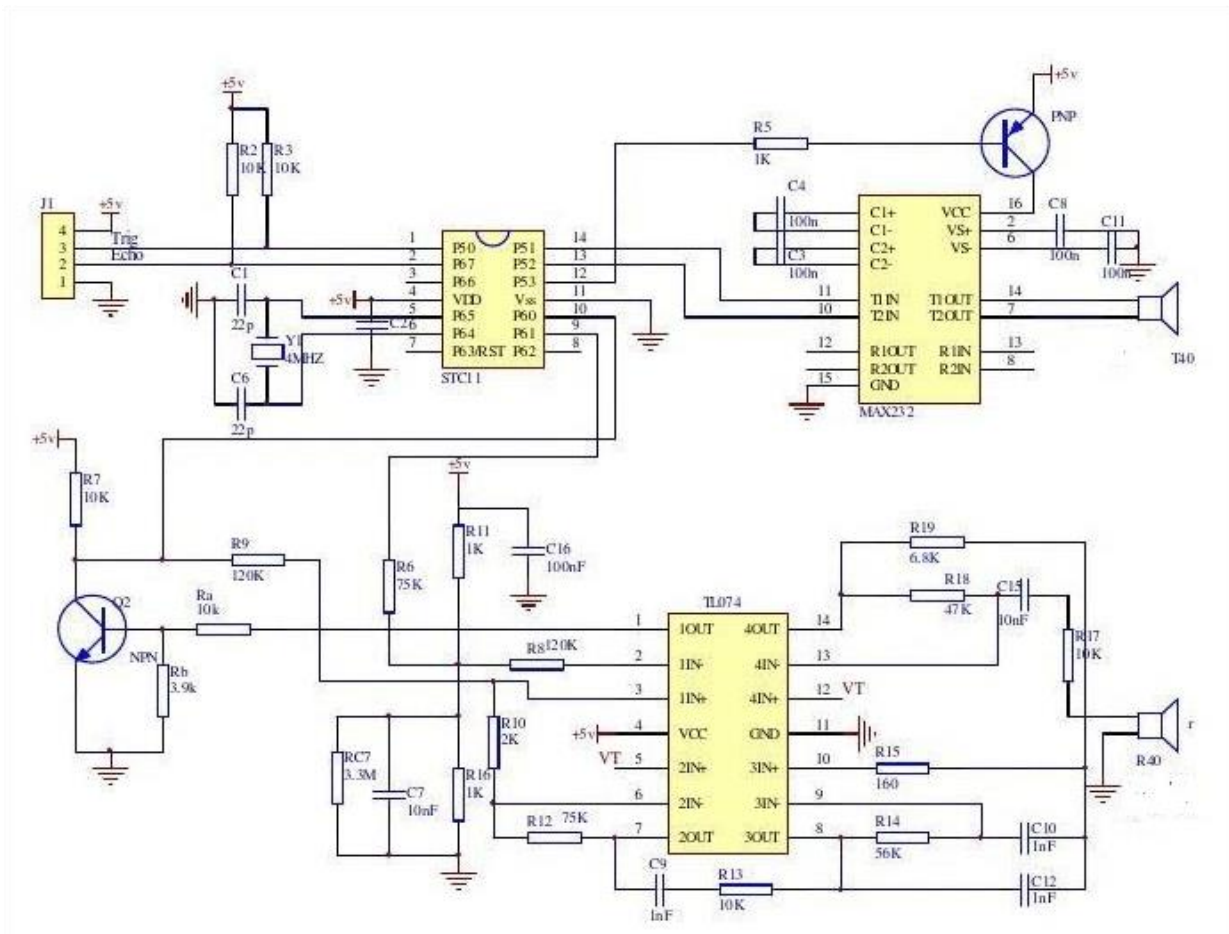 +5v
+5v
PNP
R2
10K
R3
10K
R5
1K
J1
+5v
4
3
2
1
Trig
Echo
C4
100n
C3
100n
STC11
1
2
3
4
5
6
7
P50
P67
P66
VDD
P65
P64
P63/RST
P51
P52
P53
Vss
P60
P61
P62
14
13
12
11
10
9
8
C1+
C1-
C2+
C2-
T1IN
T2IN
R1OUT
R2OUT
GND
VCC
VS+
VS-
T1OUT
T2OUT
R1IN
R2IN
11
10
12
15
16
2
6
14
7
13
8
MAX232
C8
100n
C11
100n
T40
C1
22p
Y1
4MHZ
C6
22p
+5v
C2
+5v
R7
10K
R9
120K
Ra
10k
Q2
NPN
Rb
3.9k
+5v
R11
1K
C16
100nF
R6
75K
R8
120K
R10
2K
RC7
3.3M
C7
10nF
R16
1K
R12
75K
C9
1nF
R13
10K
TL074
1
2
3
4
5
6
7
+5v
VT
1OUT
1IN-
1IN+
VCC
2IN+
2IN-
2OUT
4OUT
4IN-
4IN+
GND
3IN+
3IN-
3OUT
14
13
12
11
10
9
8
VT
R19
6.8K
R18
47K
C15
10nF
R17
10K
R15
160
R14
56K
C10
1nF
C12
1nF
r
R40